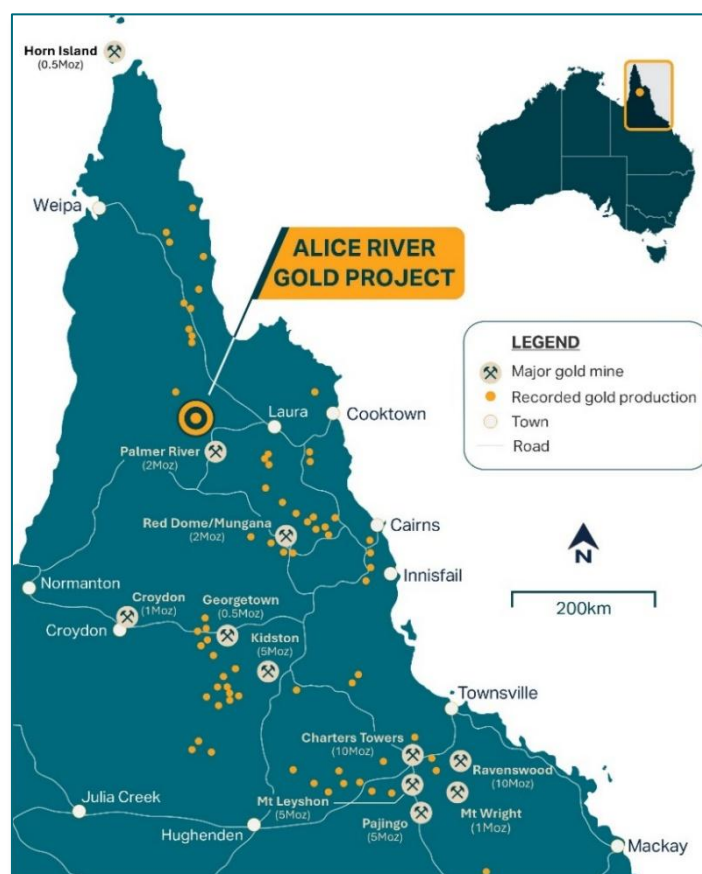 Horn Island
(0.5Moz)
Weipa
ALICE RIVER
GOLD PROJECT
LEGEND
Major gold mine
Recorded gold production
Town
Road
Laura
Cooktown
Palmer River
(2Moz)
Red Dome/Mungana
(2Moz)
Cairns
N
Innisfail
200km
Normanton
Croydon
(1Moz)
Georgetown
(0.5Moz)
Croydon
Kidston
(5Moz)
Townsville
Charters Towers
(10Moz)
Ravenswood
(10Moz)
Mt Leyshon
(5Moz)
Mt Wright
(1Moz)
Pajingo
(5Moz)
Julia Creek
Hughenden
Mackay